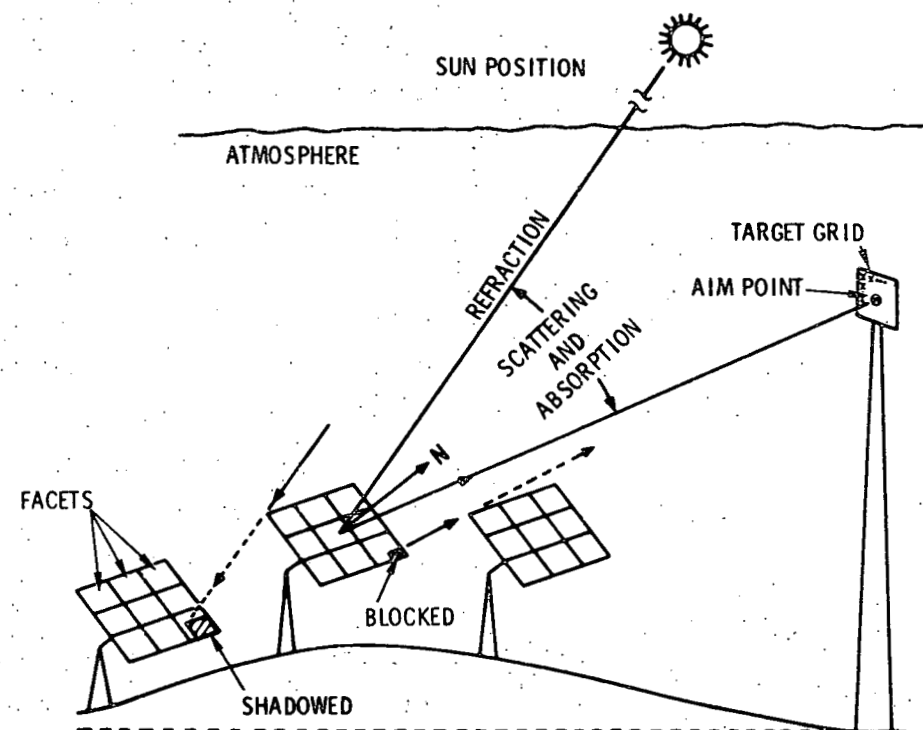 SUN POSITION
ATMOSPHERE
REFRACTION
SCATTERING
AND
ABSORPTION
TARGET GRID
AIM POINT
N
FACETS
BLOCKED
SHADOWED